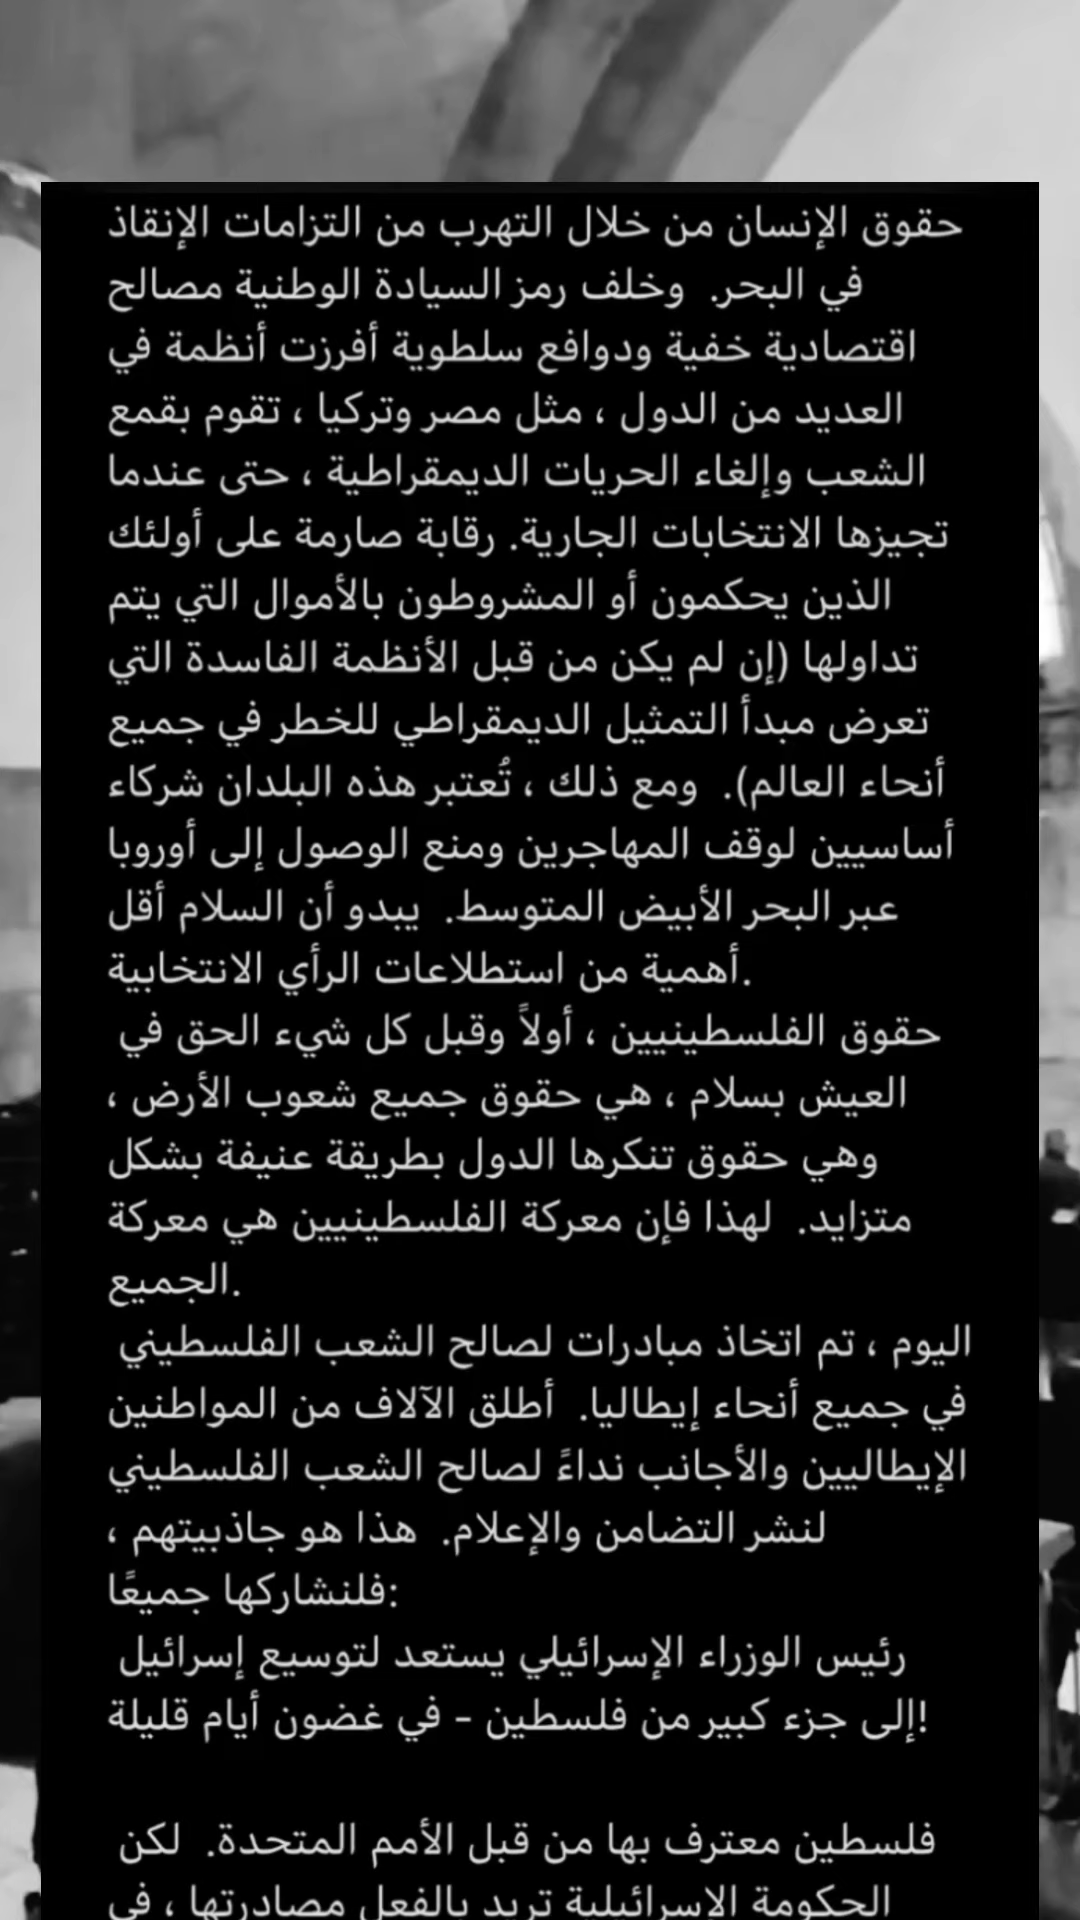 حقوق الإنسان من خلال التهرب من التزامات الإنقاذ
في البحر. وخلف رمز السيادة الوطنية مصالح
اقتصادية خفية ودوافع سلطوية أفرزت أنظمة في
العديد من الدول ، مثل مصر وتركيا ، تقوم بقمع
الشعب وإلغاء الحريات الديمقراطية ، حتى عندما
تجيزها الانتخابات الجارية. رقابة صارمة على أولئك
الذين يحكمون أو المشروطون بالأموال التي يتم
تداولها (إن لم يكن من قبل الأنظمة الفاسدة التي
تعرض مبدأ التمثيل الديمقراطي للخطر في جميع
أنحاء العالم). ومع ذلك ، تُعتبر هذه البلدان شركاء
أساسيين لوقف المهاجرين ومنع الوصول إلى أوروبا
عبر البحر الأبيض المتوسط. يبدو أن السلام أقل
أهمية من استطلاعات الرأي الانتخابية.
حقوق الفلسطينيين ، أولاً وقبل كل شيء الحق في
العيش بسلام ، هي حقوق جميع شعوب الأرض ،
وهي حقوق تنكرها الدول بطريقة عنيفة بشكل
متزايد. لهذا فإن معركة الفلسطينيين هي معركة
الجميع.
اليوم ، تم اتخاذ مبادرات لصالح الشعب الفلسطيني
في جميع أنحاء إيطاليا. أطلق الآلاف من المواطنين
الإيطاليين والأجانب نداءً لصالح الشعب الفلسطيني
لنشر التضامن والإعلام. هذا هو جاذبيتهم ،
فلنشاركها جميعًا:
رئيس الوزراء الإسرائيلي يستعد لتوسيع إسرائيل
إلى جزء كبير من فلسطين - في غضون أيام قليلة!
فلسطين معترف بها من قبل الأمم المتحدة. لكن
الحكومة الإسرائيلية تريد بالفعل مصادرتها ، في